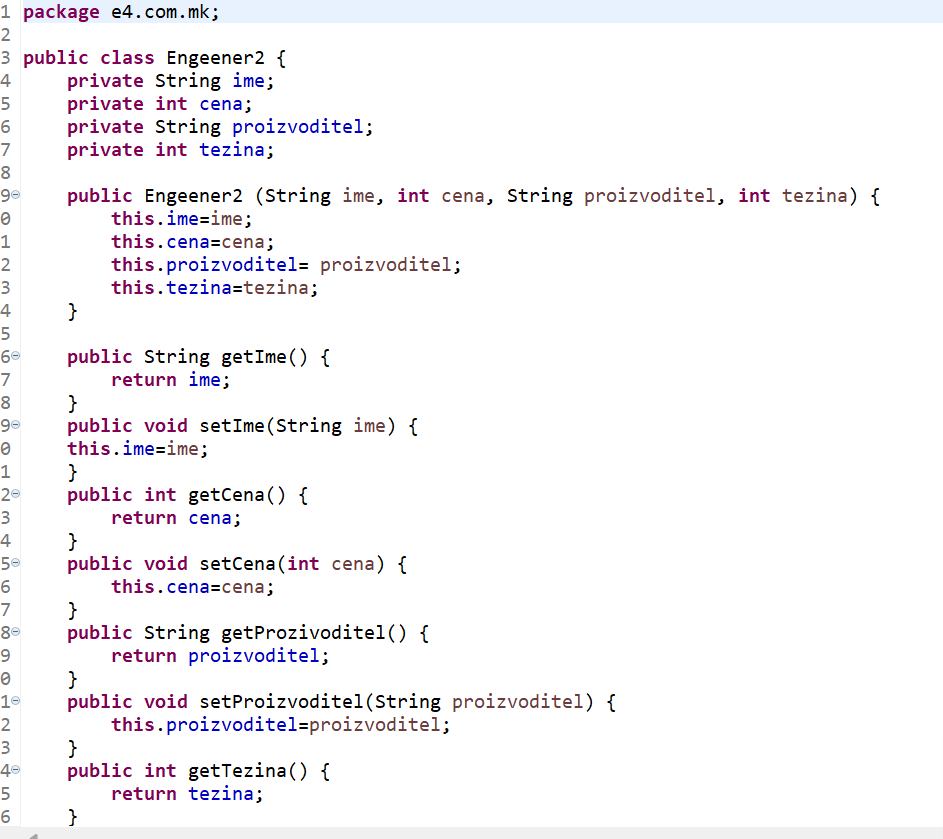 1 package e4.com.mk;
2
3 public class Engeener2 {
4     private String ime;
5     private int cena;
6     private String proizvoditel;
7     private int tezina;
8
9     public Engeener2 (String ime, int cena, String proizvoditel, int tezina) {
0         this.ime=ime;
1         this.cena=cena;
2         this.proizvoditel= proizvoditel;
3         this.tezina=tezina;
4     }
5
6     public String getIme() {
7         return ime;
8     }
9     public void setIme(String ime) {
0     this.ime=ime;
1     }
2     public int getCena() {
3         return cena;
4     }
5     public void setCena(int cena) {
6         this.cena=cena;
7     }
8     public String getProzivoditel() {
9         return proizvoditel;
0     }
1     public void setProizvoditel(String proizvoditel) {
2         this.proizvoditel=proizvoditel;
3     }
4     public int getTezina() {
5         return tezina;
6     }